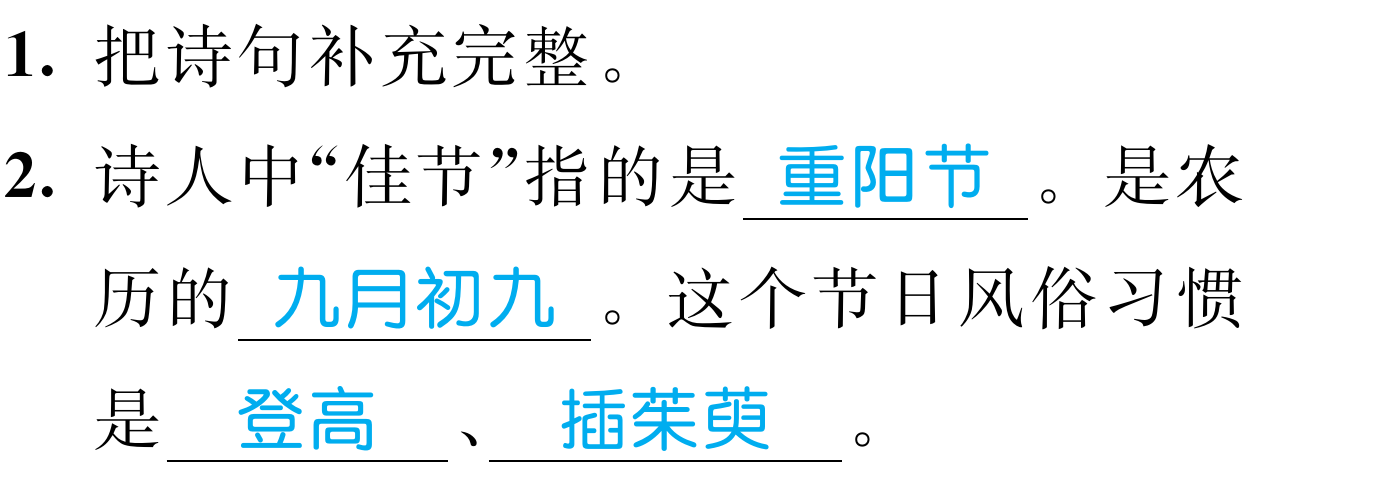 1. 把诗句补充完整。
2. 诗人中“佳节”指的是 重阳节 。是农
历的 九月初九 。这个节日风俗习惯
是 登高 、 插茱萸 。